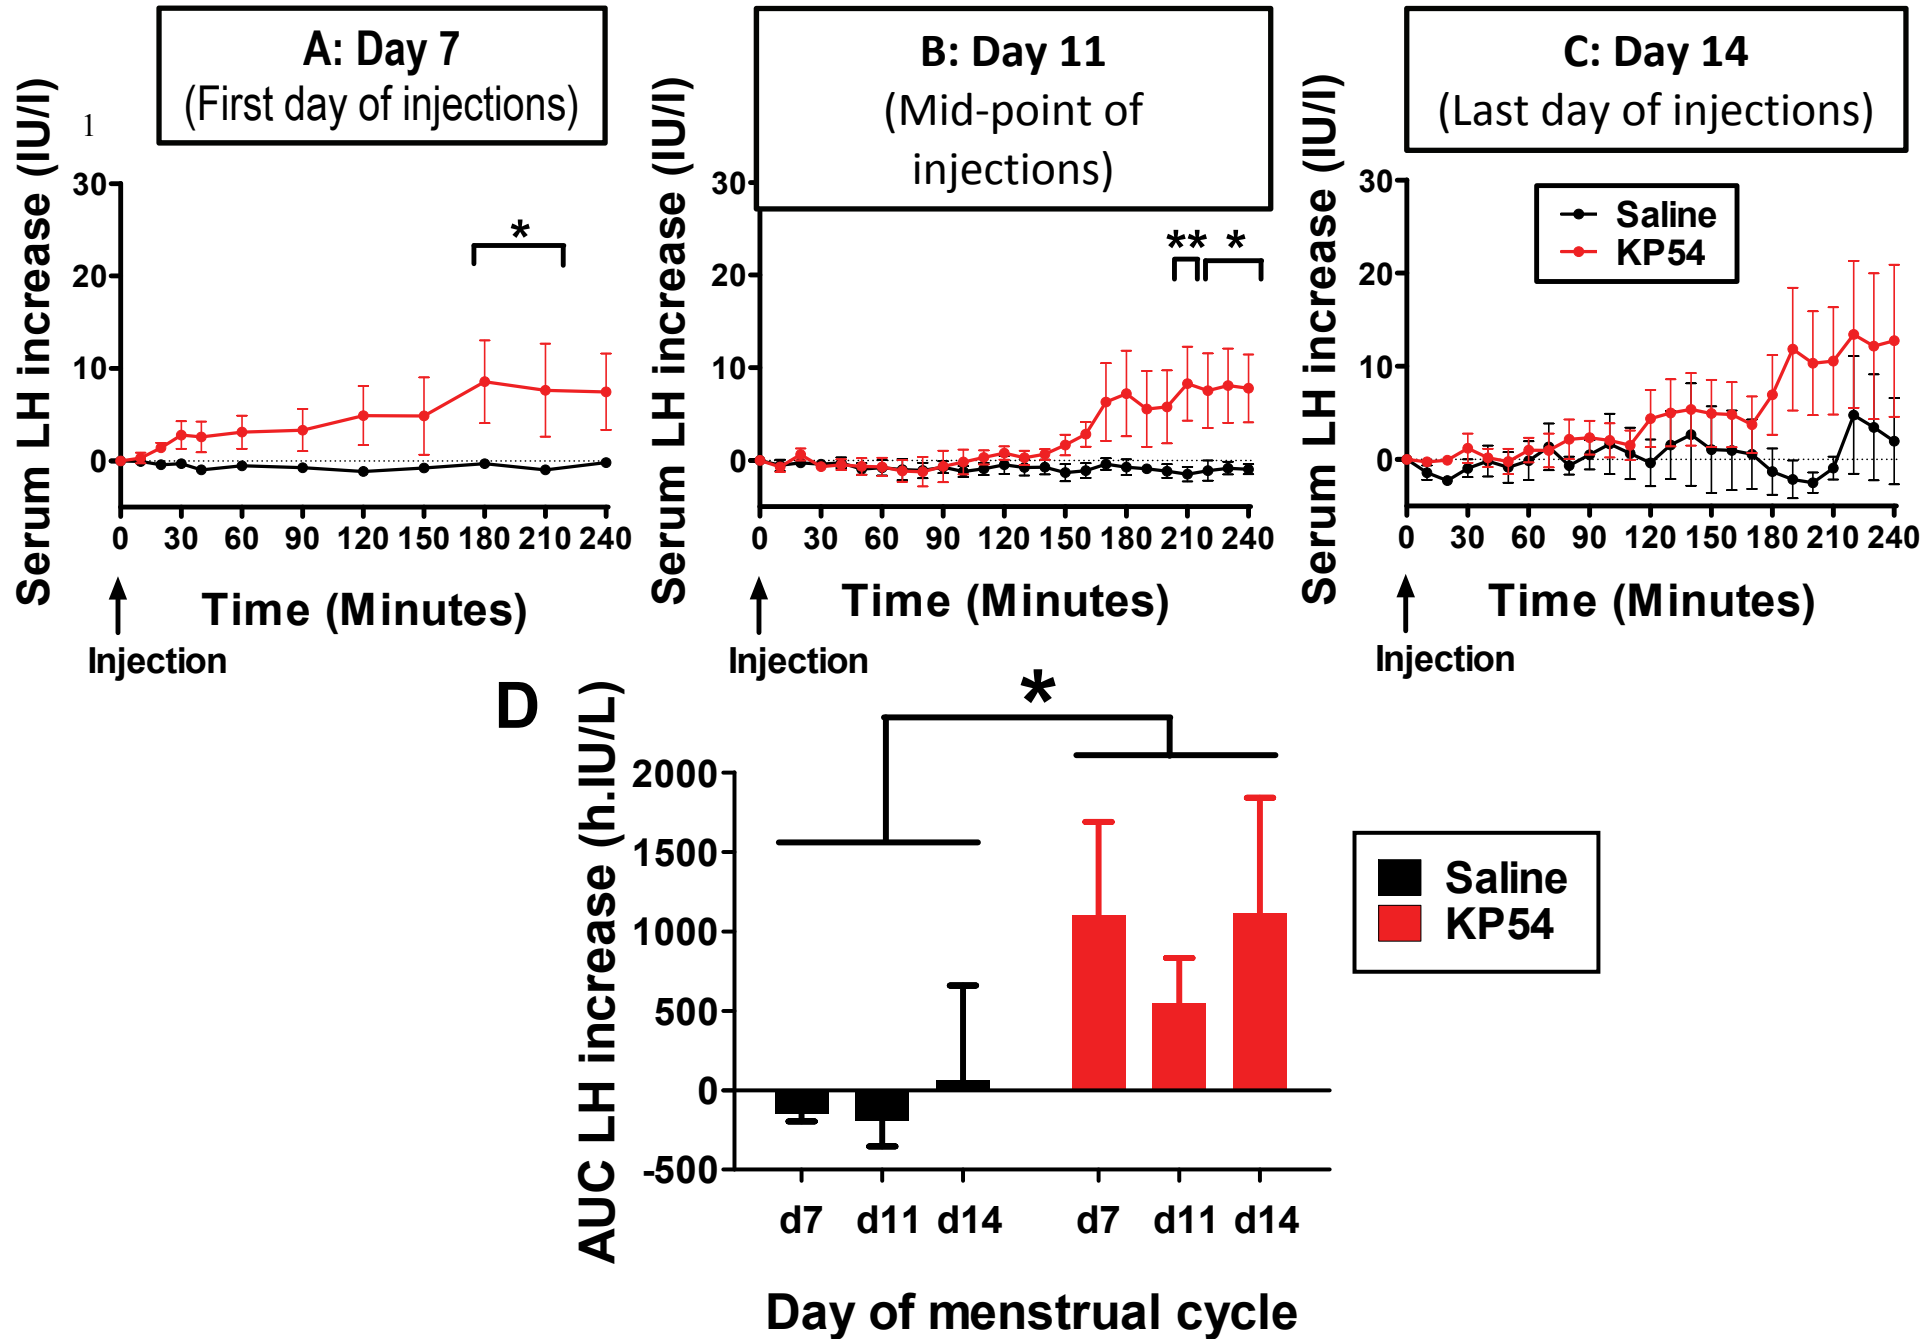 A: Day 7
(First day of injections)
1
Serum LH increase (IU/l)
30
20
10
0
*
0 30 60 90 120 150 180 210 240
Time (Minutes)
Injection
B: Day 11
(Mid-point of
injections)
Serum LH increase (IU/l)
30
20
10
0
** *
0 30 60 90 120 150 180 210 240
Time (Minutes)
Injection
C: Day 14
(Last day of injections)
Serum LH increase (IU/l)
30
20
10
0
Saline
KP54
0 30 60 90 120 150 180 210 240
Time (Minutes)
Injection
D
*
AUC LH increase (h.IU/L)
2000
1500
1000
500
0
-500
d7 d11 d14 d7 d11 d14
Day of menstrual cycle
Saline
KP54